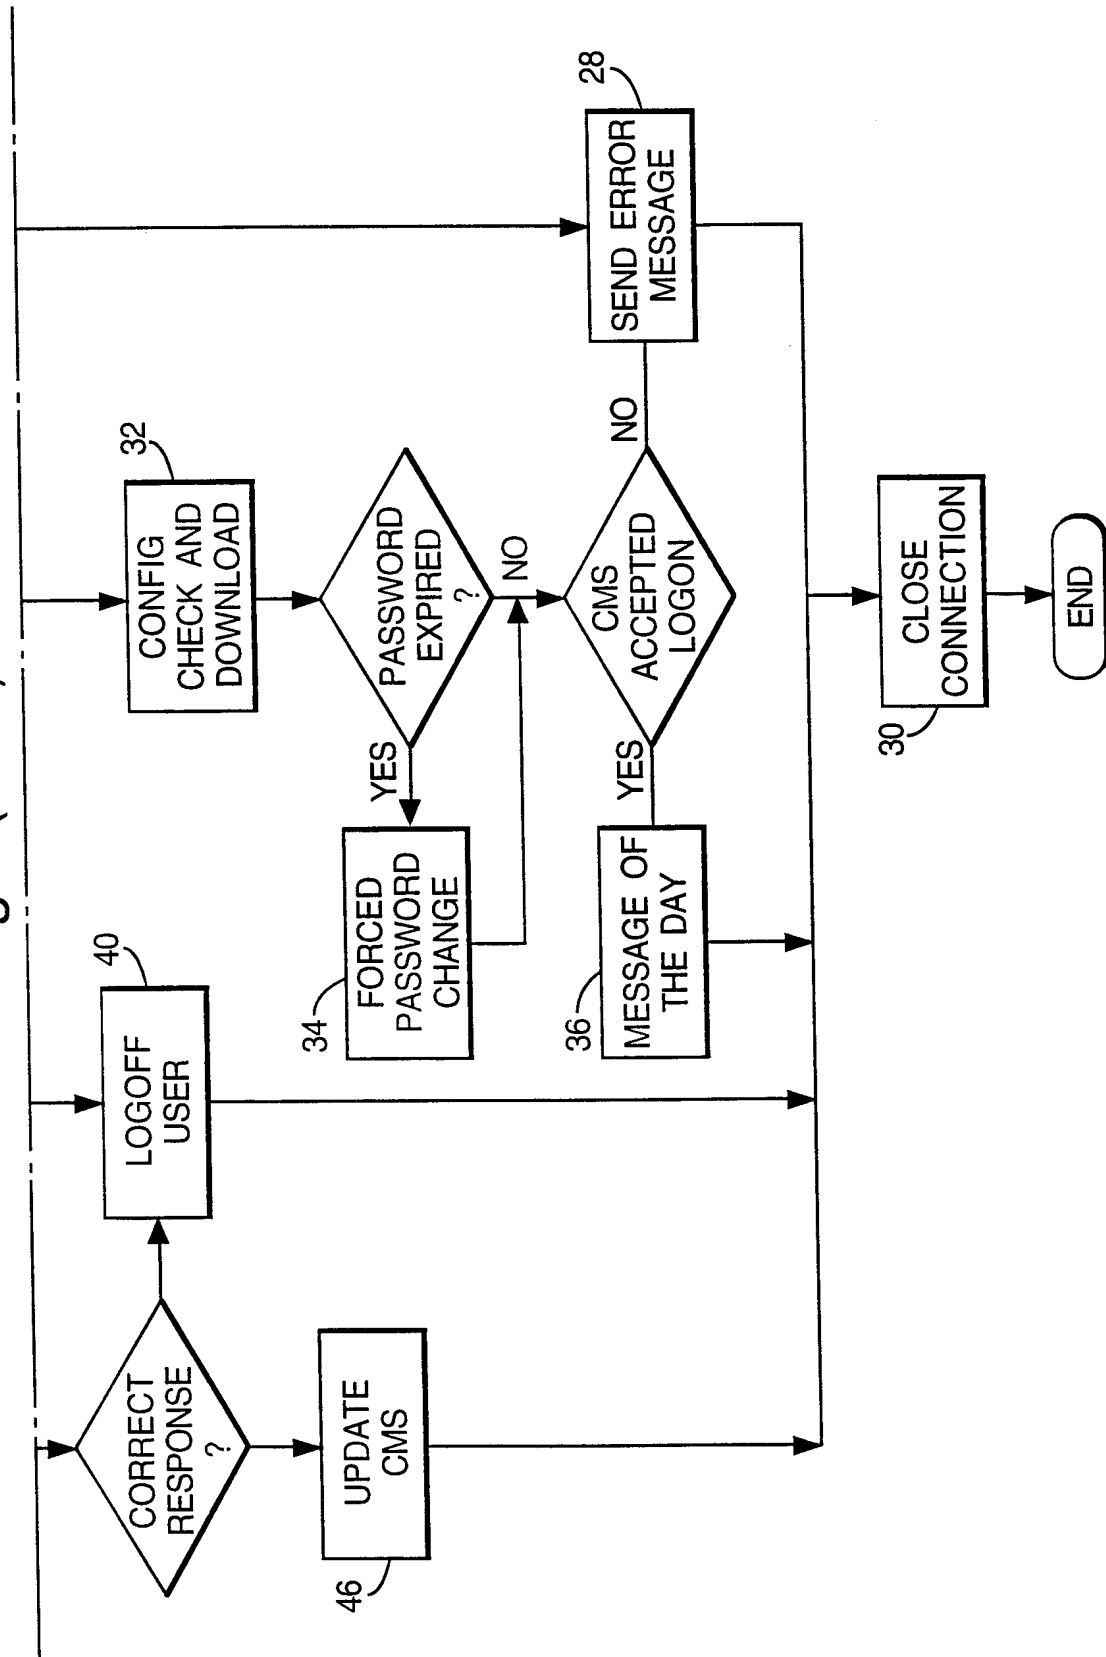 CORRECT
RESPONSE
?
LOGOFF
USER
40
UPDATE
CMS
46
CONFIG
CHECK AND
DOWNLOAD
32
PASSWORD
EXPIRED
?
YES
NO
FORCED
PASSWORD
CHANGE
34
CMS
ACCEPTED
LOGON
YES
NO
MESSAGE OF
THE DAY
36
SEND ERROR
MESSAGE
28
CLOSE
CONNECTION
30
END